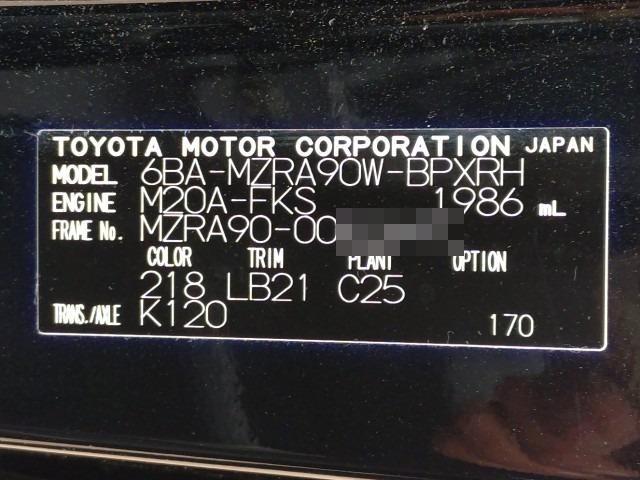 TOYOTA MOTOR CORPORATION JAPAN
MODEL 6BA-MZRA90W-BPXRH
ENGINE M20A-FKS 1986 mL
FRAME No. MZRA90-00
COLOR TRIM PLANT OPTION
218 LB21 C25
TRANS./AXLE K120 170